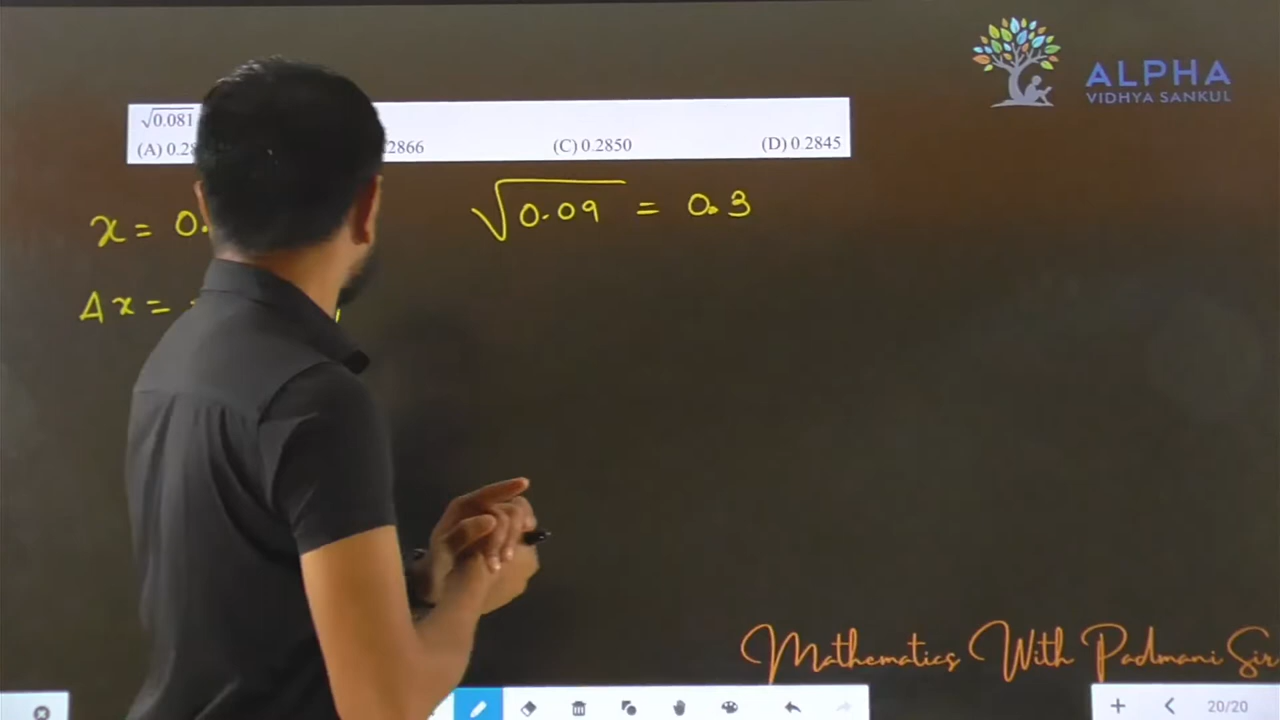 ALPHA
VIDHYA SANKUL
√0.081
(A) 0.28 2866 (C) 0.2850 (D) 0.2845
x = 0. √0.09 = 0.3
Δx = -
Mathematics With Padmani Sir
20/20